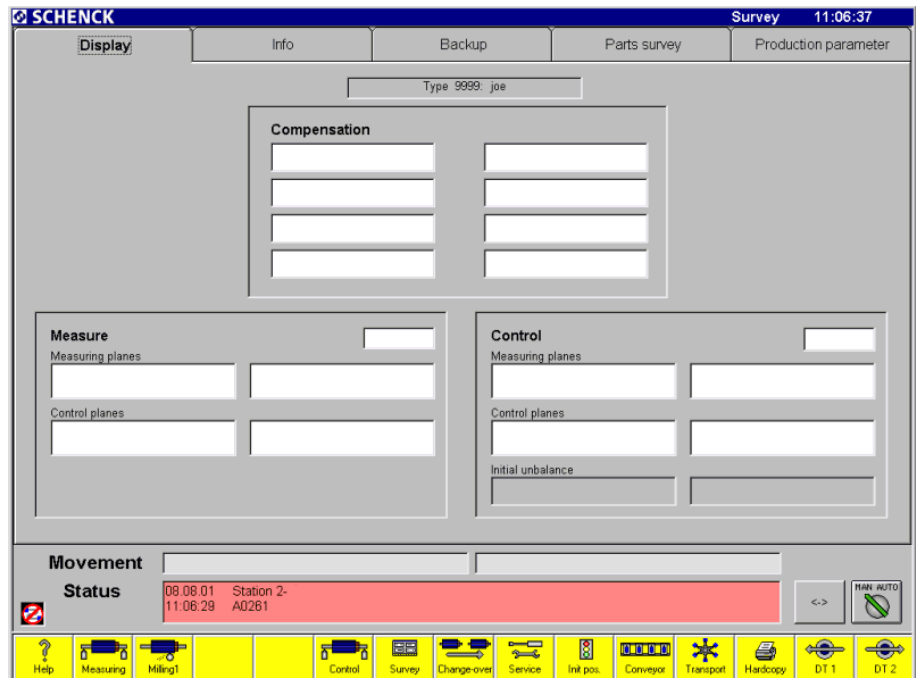 SCHENCK Survey 11:06:37
Display Info Backup Parts survey Production parameter
Type 9999: joe
Compensation
Measure
Measuring planes
Control planes
Control
Measuring planes
Control planes
Initial unbalance
Movement
Status
08.08.01 Station 2-
11:06:29 A0261
<->
MAN AUTO
Help Measuring Milling1 Control Survey Change-over Service Init pos. Conveyor Transport Hardcopy DT 1 DT 2